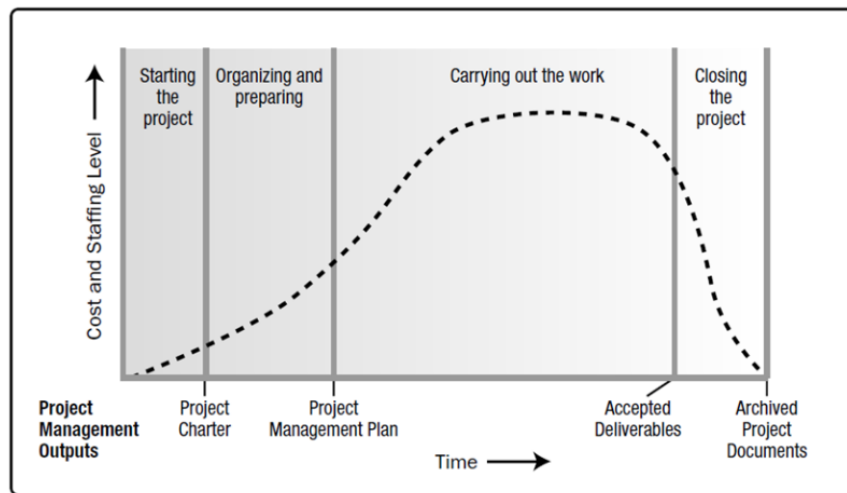 Starting
the
project
Organizing and
preparing
Carrying out the work
Closing
the
project
Cost and Staffing Level
Project
Management
Outputs
Project
Charter
Project
Management Plan
Accepted
Deliverables
Archived
Project
Documents
Time